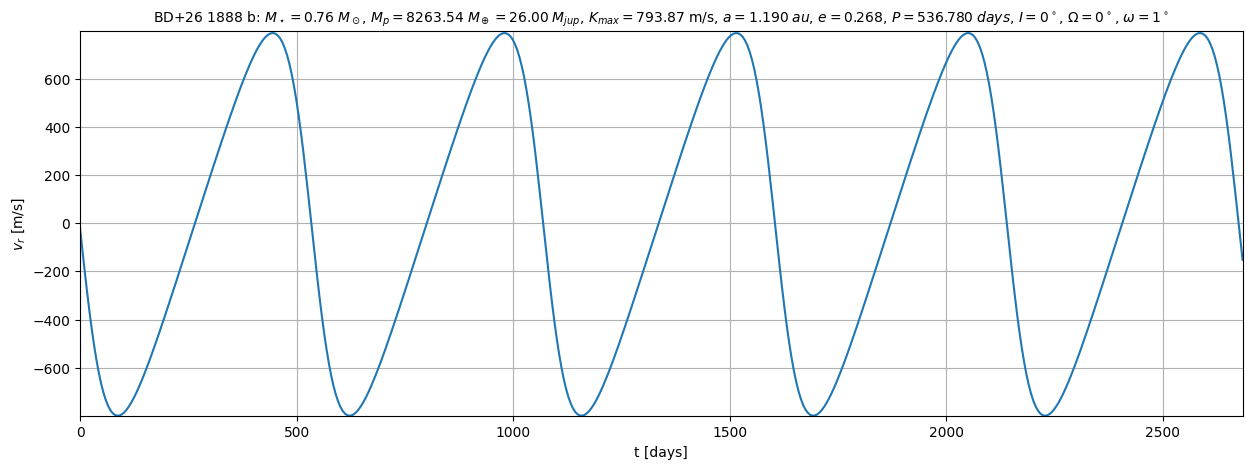 BD+26 1888 b: M⋆ = 0.76 M⊙, Mp = 8263.54 M⊕ = 26.00 Mjup, Kmax = 793.87 m/s, a = 1.190 au, e = 0.268, P = 536.780 days, I = 0°, Ω = 0°, ω = 1°
600
400
200
0
−200
−400
−600
vr [m/s]
0 500 1000 1500 2000 2500
t [days]